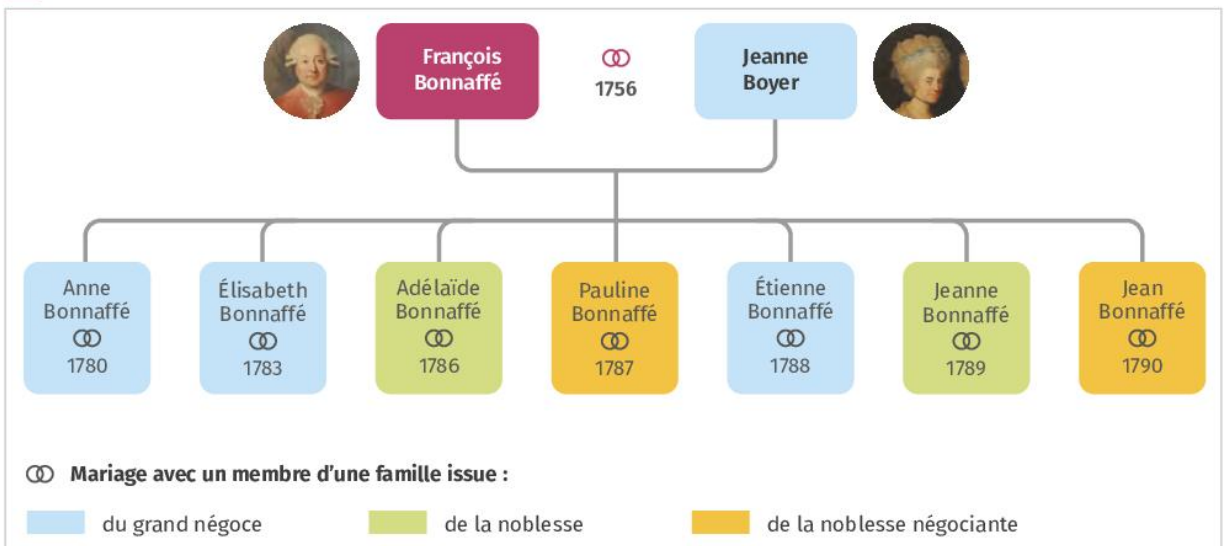 François
Bonnaffé
1756
Jeanne
Boyer
Anne
Bonnaffé
1780
Élisabeth
Bonnaffé
1783
Adélaïde
Bonnaffé
1786
Pauline
Bonnaffé
1787
Étienne
Bonnaffé
1788
Jeanne
Bonnaffé
1789
Jean
Bonnaffé
1790
Mariage avec un membre d’une famille issue :
du grand négoce
de la noblesse
de la noblesse négociante